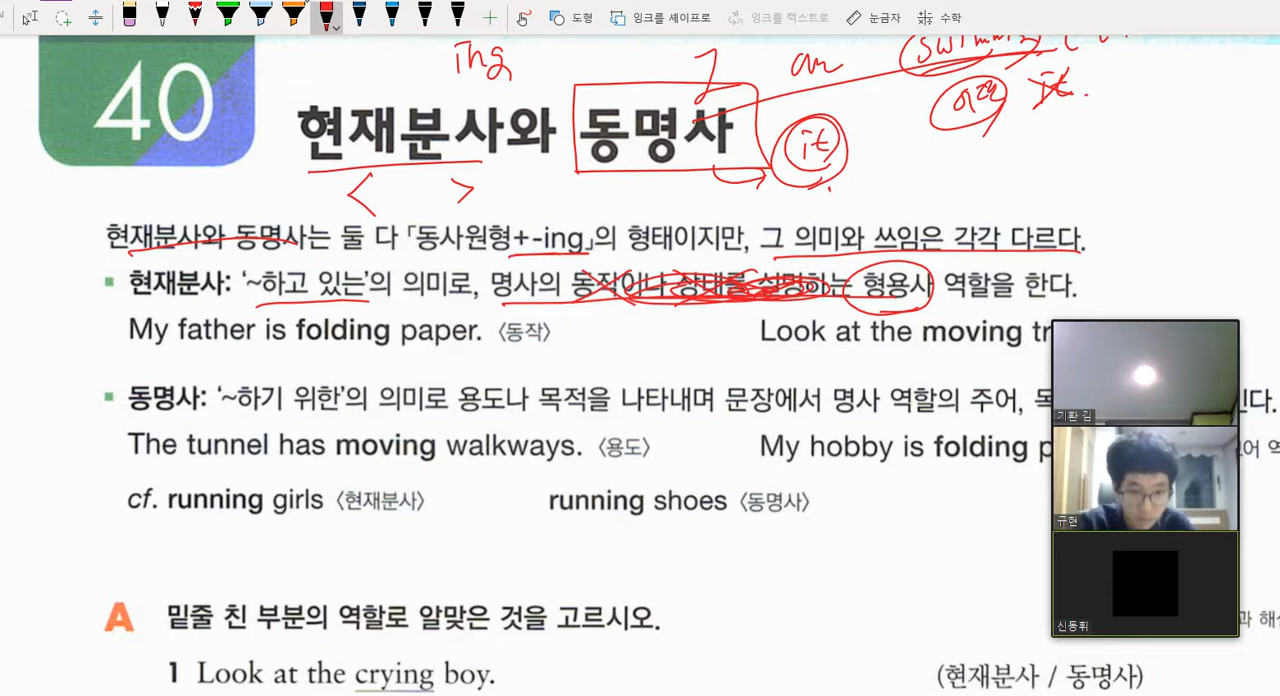 도형 잉크를 셰이프로 잉크를 텍스트로 눈금자 수학
ing
it
40
현재분사와 동명사
it
< >
현재분사와 동명사는 둘 다 「동사원형+-ing」의 형태이지만, 그 의미와 쓰임은 각각 다르다.
현재분사: ‘~하고 있는’의 의미로, 명사의 동작이나 상태를 설명하는 형용사 역할을 한다.
My father is folding paper. 〈동작〉 Look at the moving
동명사: ‘~하기 위한’의 의미로 용도나 목적을 나타내며 문장에서 명사 역할의 주어,
The tunnel has moving walkways. 〈용도〉 My hobby is folding
cf. running girls 〈현재분사〉 running shoes 〈동명사〉
기환 김
규현
신동휘
A 밑줄 친 부분의 역할로 알맞은 것을 고르시오.
1 Look at the crying boy. (현재분사 / 동명사)